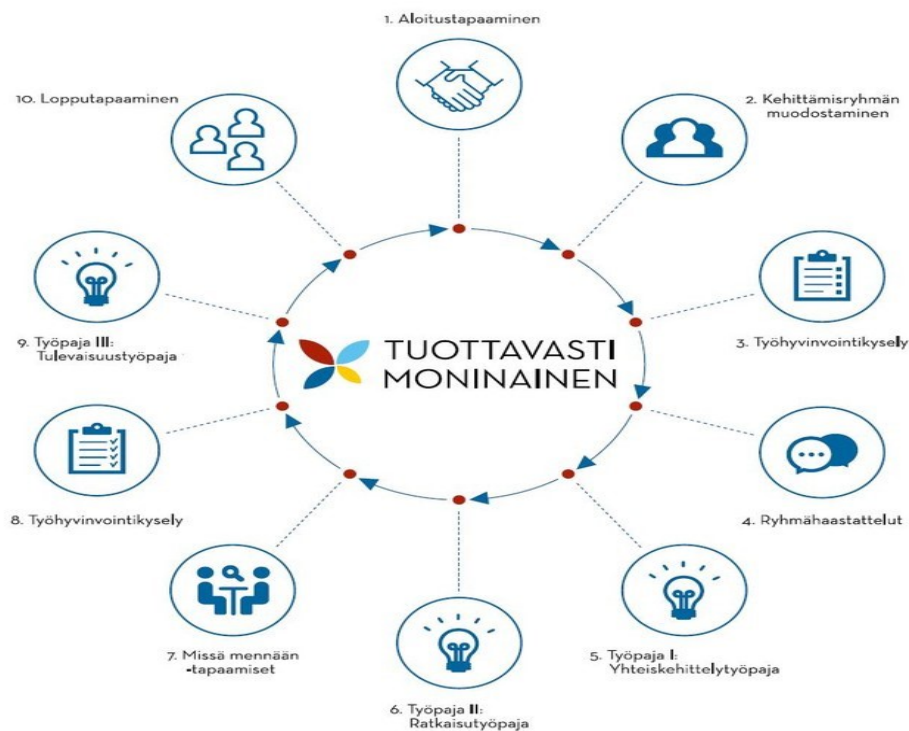 1. Aloitustapaaminen
2. Kehittämisryhmän
muodostaminen
3. Työhyvinvointikysely
4. Ryhmähaastattelut
5. Työpaja I:
Yhteiskehittelytyöpaja
6. Työpaja II:
Ratkaisutyöpaja
7. Missä mennään
-tapaamiset
8. Työhyvinvointikysely
9. Työpaja III:
Tulevaisuustyöpaja
10. Lopputapaaminen
TUOTTAVASTI
MONINAINEN